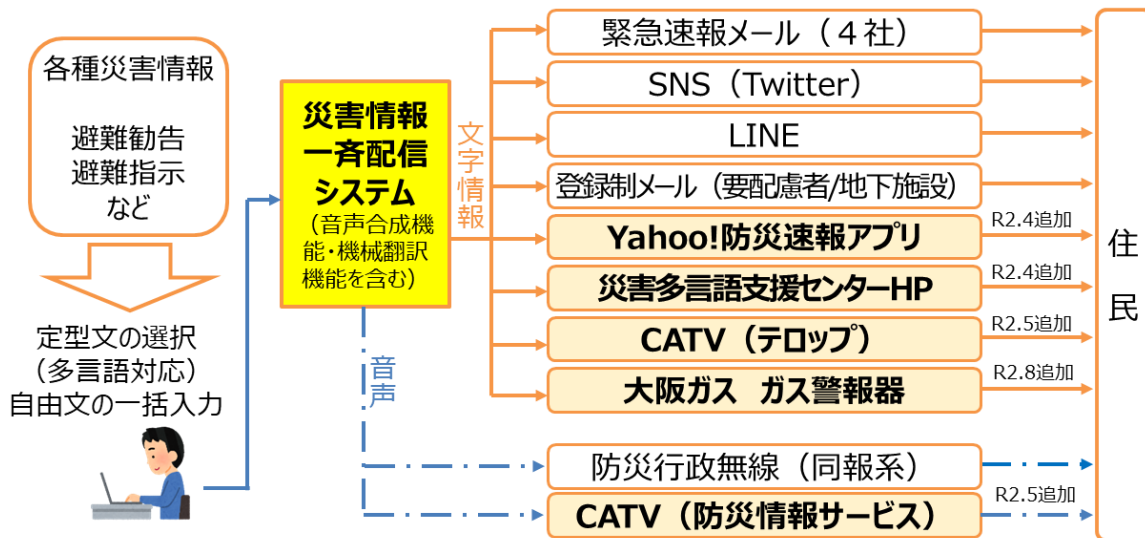 各種災害情報
避難勧告
避難指示
など
定型文の選択
（多言語対応）
自由文の一括入力
災害情報
一斉配信
システム
（音声合成機
能・機械翻訳
機能を含む）
文字情報
音声
緊急速報メール（４社）
SNS（Twitter）
LINE
登録制メール（要配慮者/地下施設）
Yahoo!防災速報アプリ
R2.4追加
災害多言語支援センターHP
R2.4追加
CATV（テロップ）
R2.5追加
大阪ガス ガス警報器
R2.8追加
防災行政無線（同報系）
CATV（防災情報サービス）
R2.5追加
住民